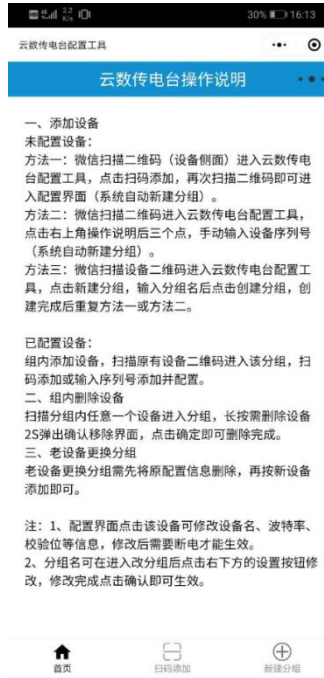 30% 16:13
云数传电台配置工具
云数传电台操作说明
一、添加设备
未配置设备：
方法一：微信扫描二维码（设备侧面）进入云数传电
台配置工具，点击扫码添加，再次扫描二维码即可进
入配置界面（系统自动新建分组）。
方法二：微信扫描二维码进入云数传电台配置工具，
点击右上角操作说明后三个点，手动输入设备序列号
（系统自动新建分组）。
方法三：微信扫描设备二维码进入云数传电台配置工
具，点击新建分组，输入分组名后点击创建分组，创
建完成后重复方法一或方法二。
已配置设备：
组内添加设备，扫描原有设备二维码进入该分组，扫
码添加或输入序列号添加并配置。
二、组内删除设备
扫描分组内任意一个设备进入分组，长按需删除设备
2S弹出确认移除界面，点击确定即可删除完成。
三、老设备更换分组
老设备更换分组需先将原配置信息删除，再按新设备
添加即可。
注：1、配置界面点击该设备可修改设备名、波特率、
校验位等信息，修改后需要断电才能生效。
2、分组名可在进入改分组后点击右下方的设置按钮修
改，修改完成点击确认即可生效。
首页 扫码添加 新建分组